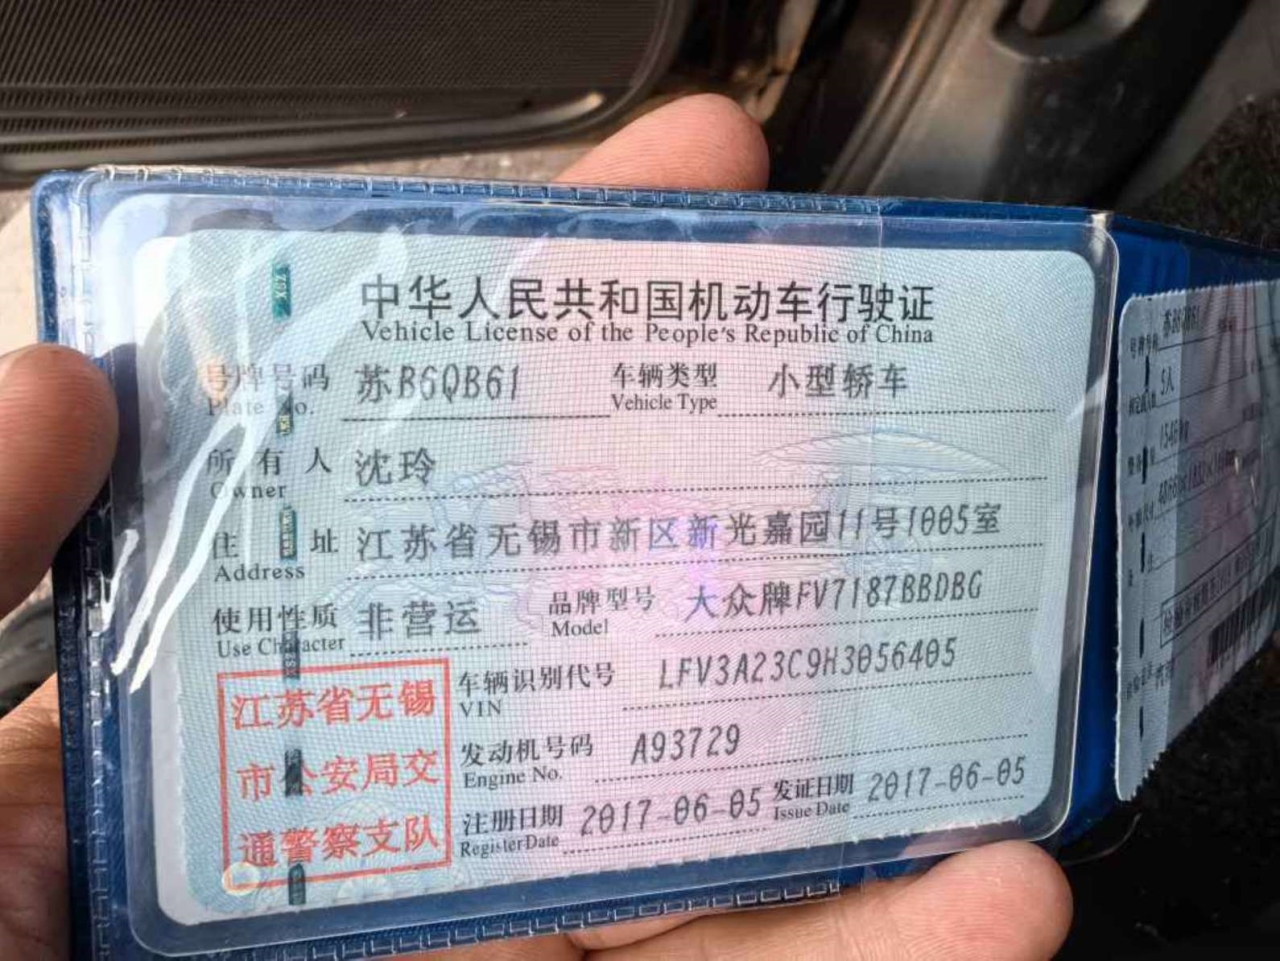 中华人民共和国机动车行驶证
Vehicle License of the People's Republic of China
号牌号码 苏B6QB61 车辆类型 小型轿车
Plate No. Vehicle Type
所有人 沈玲
Owner
住址 江苏省无锡市新区新光嘉园11号1005室
Address
使用性质 非营运 品牌型号 大众牌FV7187BBDBG
Use Character Model
江苏省无锡市公安局交通警察支队
车辆识别代号 LFV3A23C9H3056405
VIN
发动机号码 A93729
Engine No.
注册日期 2017-06-05 发证日期 2017-06-05
Register Date Issue Date
5人